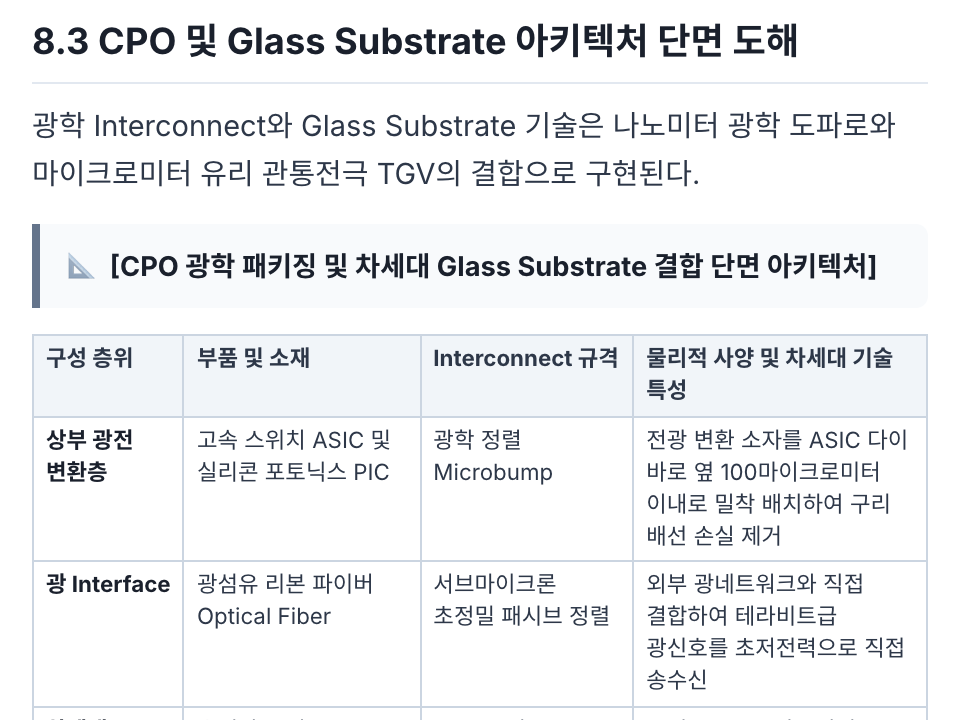 8.3 CPO 및 Glass Substrate 아키텍처 단면 도해
광학 Interconnect와 Glass Substrate 기술은 나노미터 광학 도파로와
마이크로미터 유리 관통전극 TGV의 결합으로 구현된다.
[CPO 광학 패키징 및 차세대 Glass Substrate 결합 단면 아키텍처]
구성 층위
부품 및 소재
Interconnect 규격
물리적 사양 및 차세대 기술
특성
상부 광전
변환층
고속 스위치 ASIC 및
실리콘 포토닉스 PIC
광학 정렬
Microbump
전광 변환 소자를 ASIC 다이
바로 옆 100마이크로미터
이내로 밀착 배치하여 구리
배선 손실 제거
광 Interface
광섬유 리본 파이버
Optical Fiber
서브마이크론
초정밀 패시브 정렬
외부 광네트워크와 직접
결합하여 테라비트급
광신호를 초저전력으로 직접
송수신